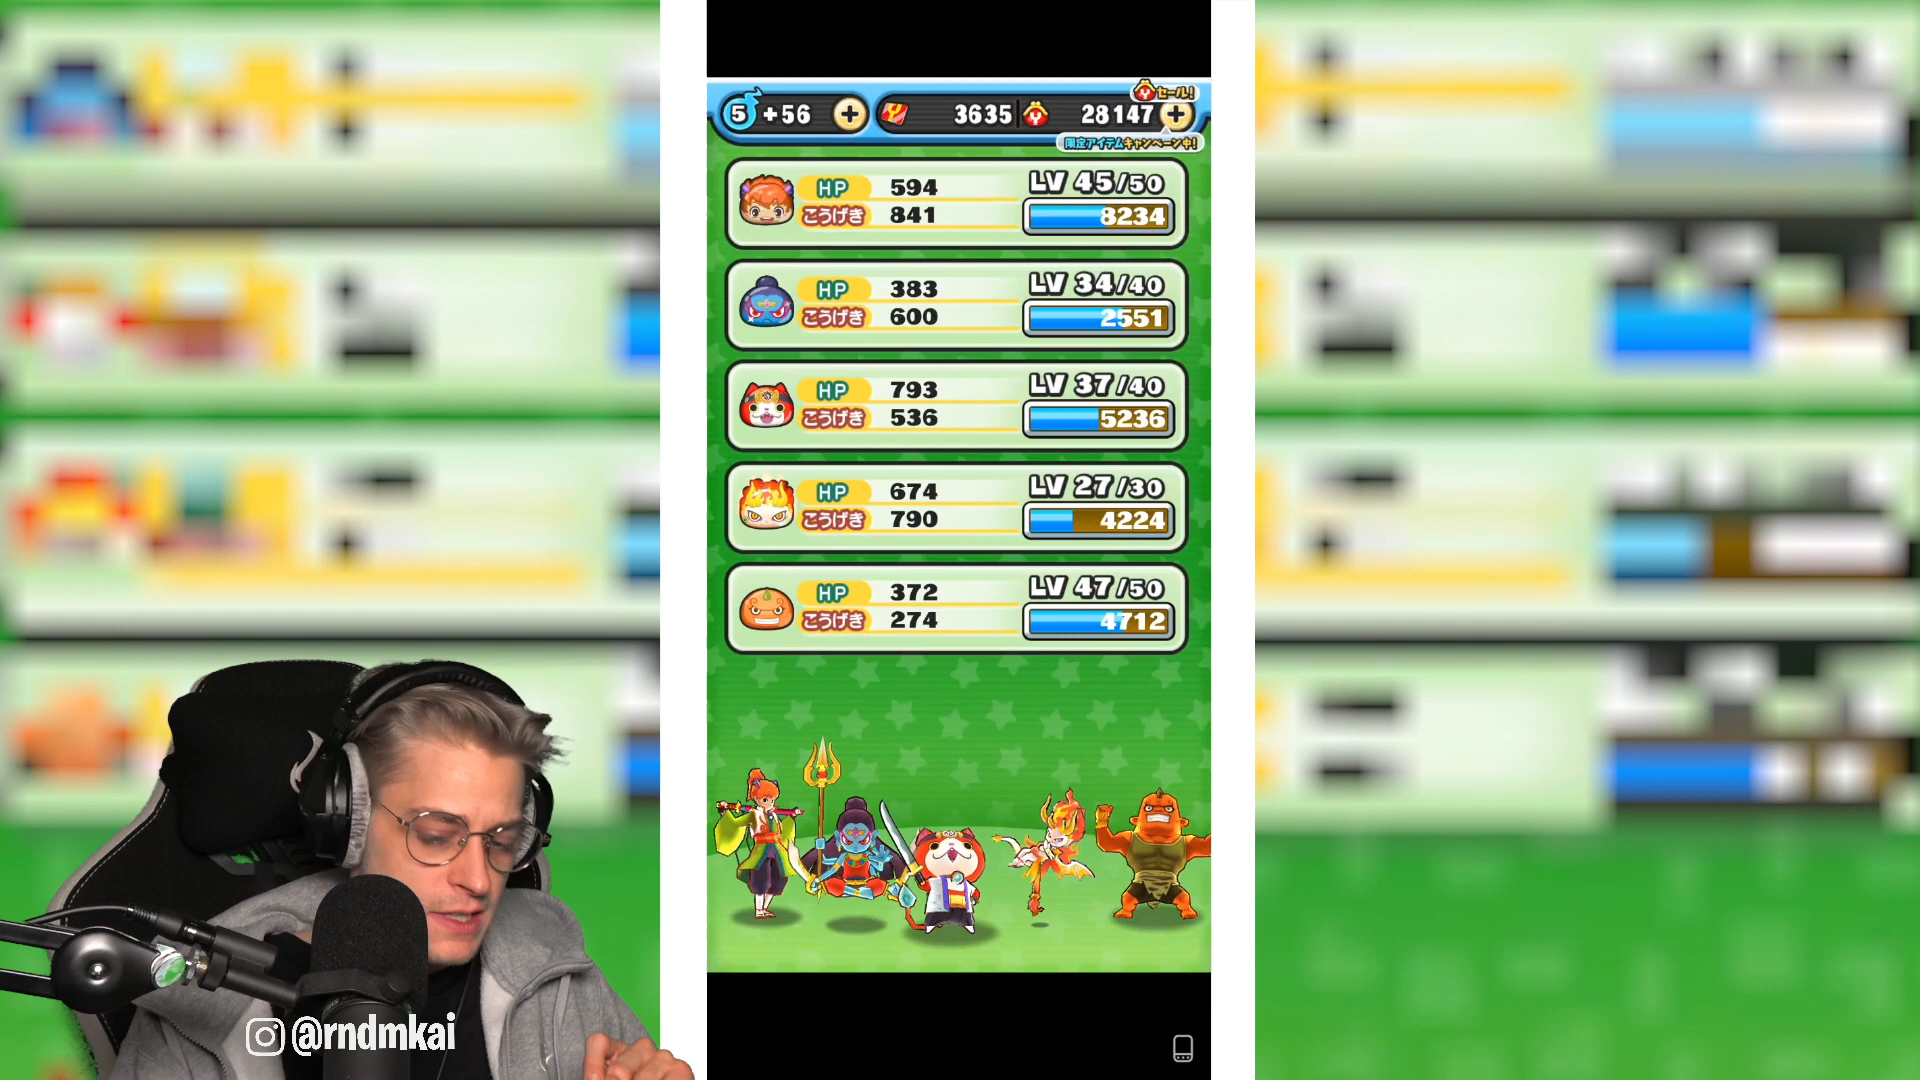 セール!
5 +56 3635 28147
限定アイテムキャンペーン中!
HP 594 LV 45/50
こうげき 841 8234
HP 383 LV 34/40
こうげき 600 2551
HP 793 LV 37/40
こうげき 536 5236
HP 674 LV 27/30
こうげき 790 4224
HP 372 LV 47/50
こうげき 274 4712
@rndmkai